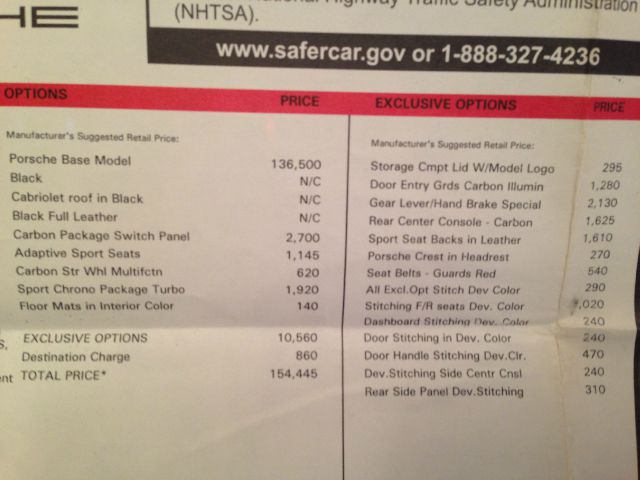 HE
ational Highway Traffic Safety Administration
(NHTSA).
www.safercar.gov or 1-888-327-4236
OPTIONS PRICE
Manufacturer's Suggested Retail Price:
Porsche Base Model 136,500
Black N/C
Cabriolet roof in Black N/C
Black Full Leather N/C
Carbon Package Switch Panel 2,700
Adaptive Sport Seats 1,145
Carbon Str Whl Multifctn 620
Sport Chrono Package Turbo 1,920
Floor Mats in Interior Color 140
S, EXCLUSIVE OPTIONS 10,560
Destination Charge 860
ent TOTAL PRICE* 154,445
EXCLUSIVE OPTIONS PRICE
Manufacturer's Suggested Retail Price:
Storage Cmpt Lid W/Model Logo 295
Door Entry Grds Carbon Illumin 1,280
Gear Lever/Hand Brake Special 2,130
Rear Center Console - Carbon 1,625
Sport Seat Backs in Leather 1,610
Porsche Crest in Headrest 270
Seat Belts - Guards Red 540
All Excl.Opt Stitch Dev Color 290
Stitching F/R seats Dev. Color 1,020
Dashboard Stitching Dev. Color 240
Door Stitching in Dev. Color 240
Door Handle Stitching Dev.Clr. 470
Dev.Stitching Side Centr Cnsl 240
Rear Side Panel Dev.Stitching 310